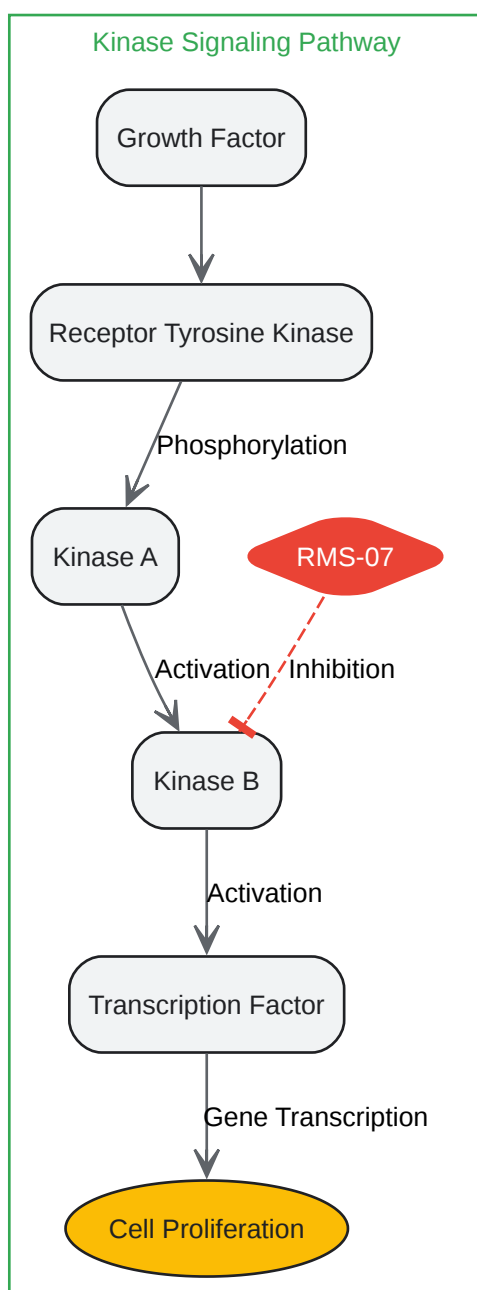 Kinase Signaling Pathway
Growth Factor
Receptor Tyrosine Kinase
Phosphorylation
Kinase A
RMS-07
Activation
Inhibition
Kinase B
Activation
Transcription Factor
Gene Transcription
Cell Proliferation